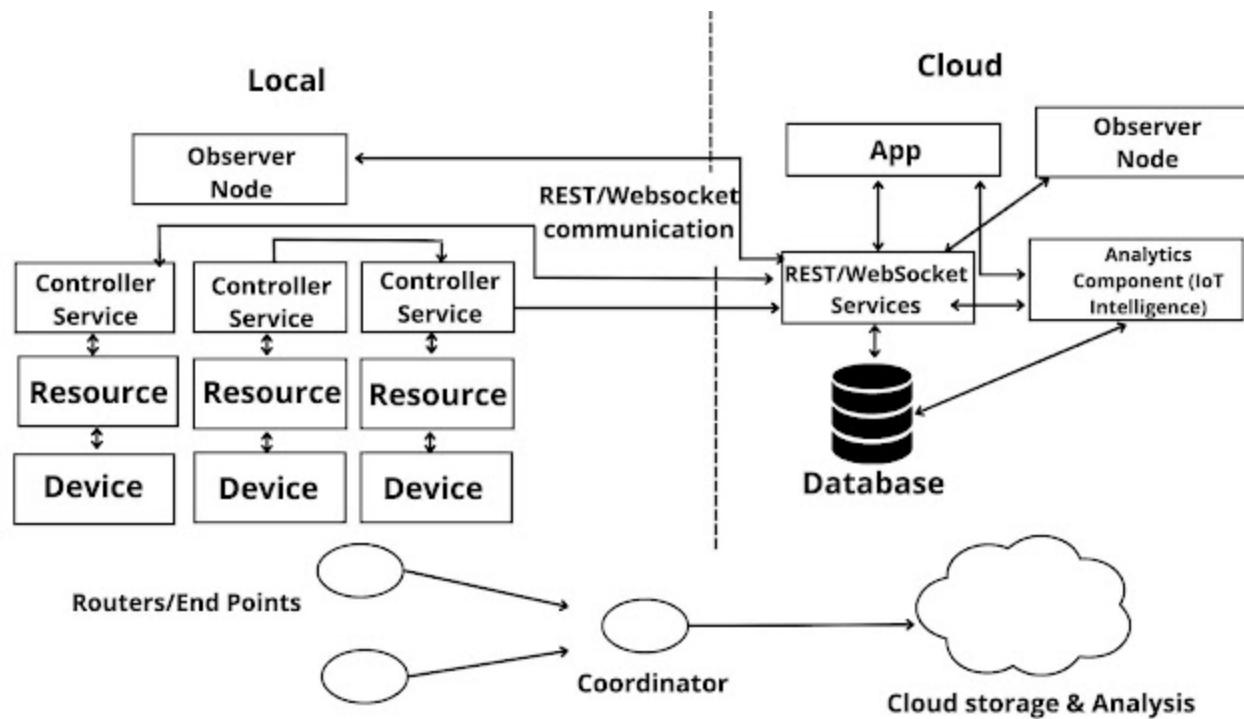 Local
Cloud
Observer
Node
App
Observer
Node
REST/Websocket
communication
Controller
Service
Controller
Service
Controller
Service
REST/WebSocket
Services
Analytics
Component (IoT
Intelligence)
Resource
Resource
Resource
Device
Device
Device
Database
Routers/End Points
Coordinator
Cloud storage & Analysis